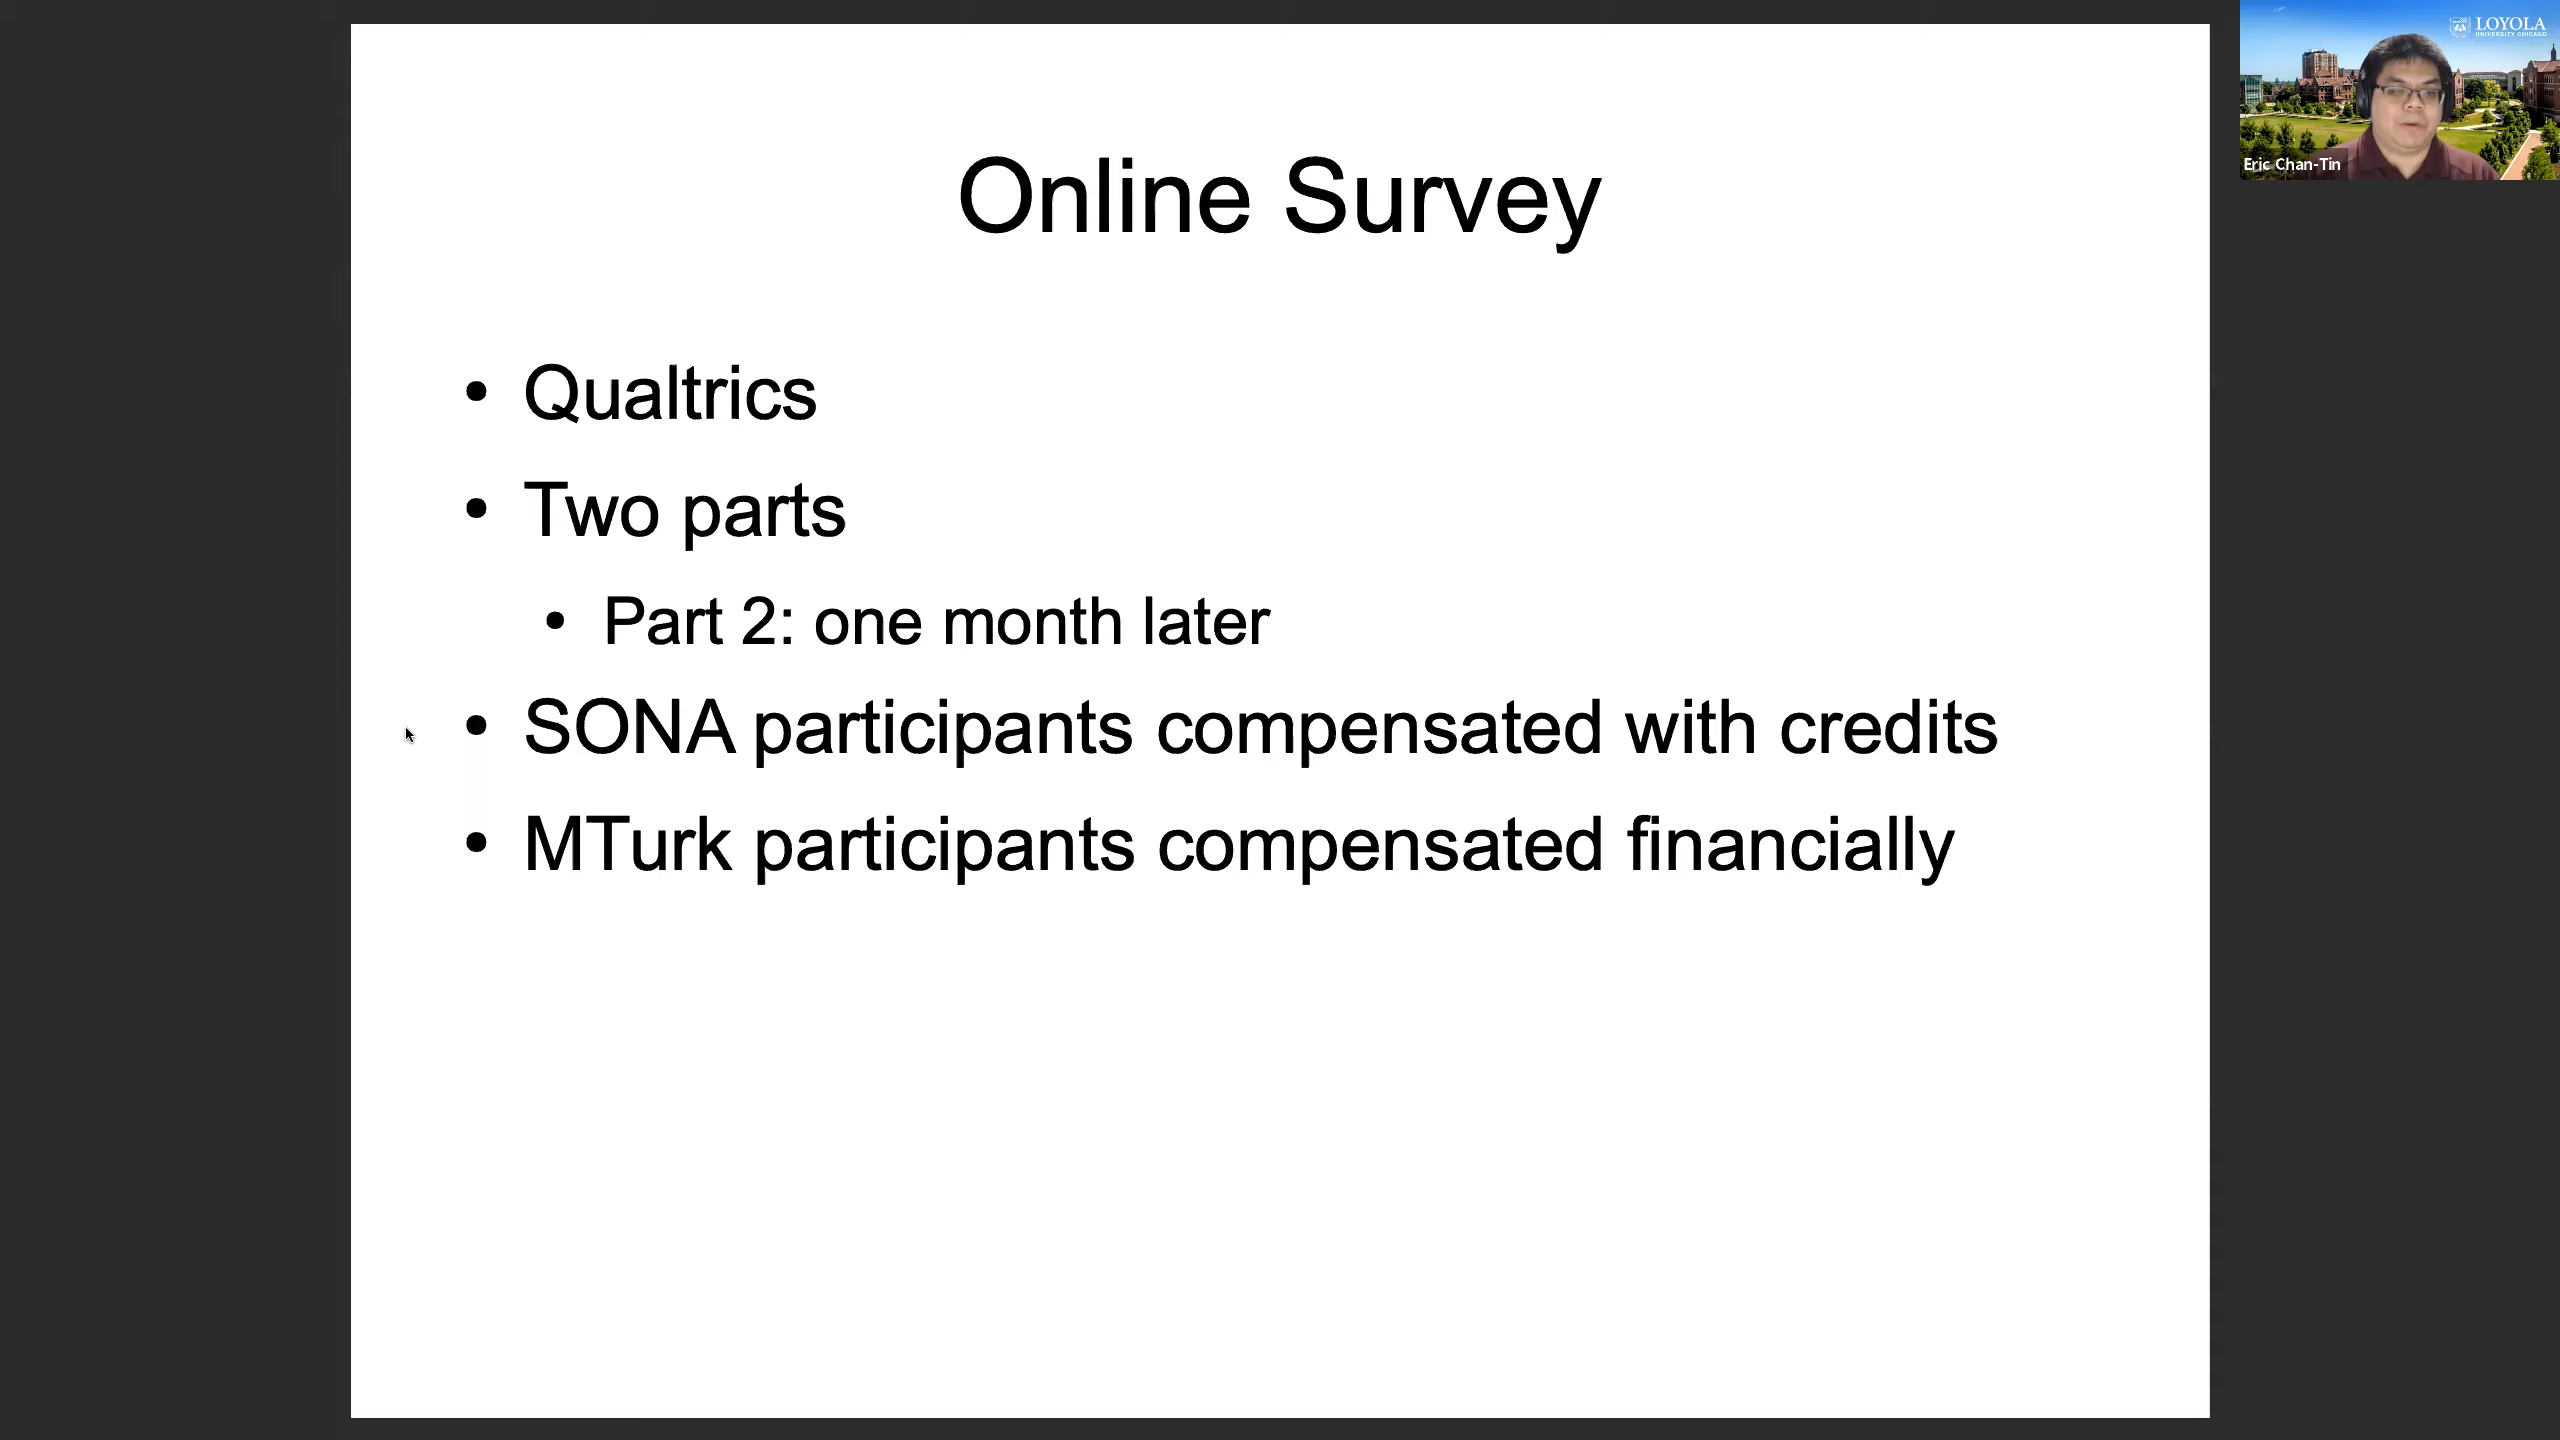 Online Survey
• Qualtrics
• Two parts
• Part 2: one month later
• SONA participants compensated with credits
• MTurk participants compensated financially
LOYOLA
UNIVERSITY CHICAGO
Eric Chan-Tin